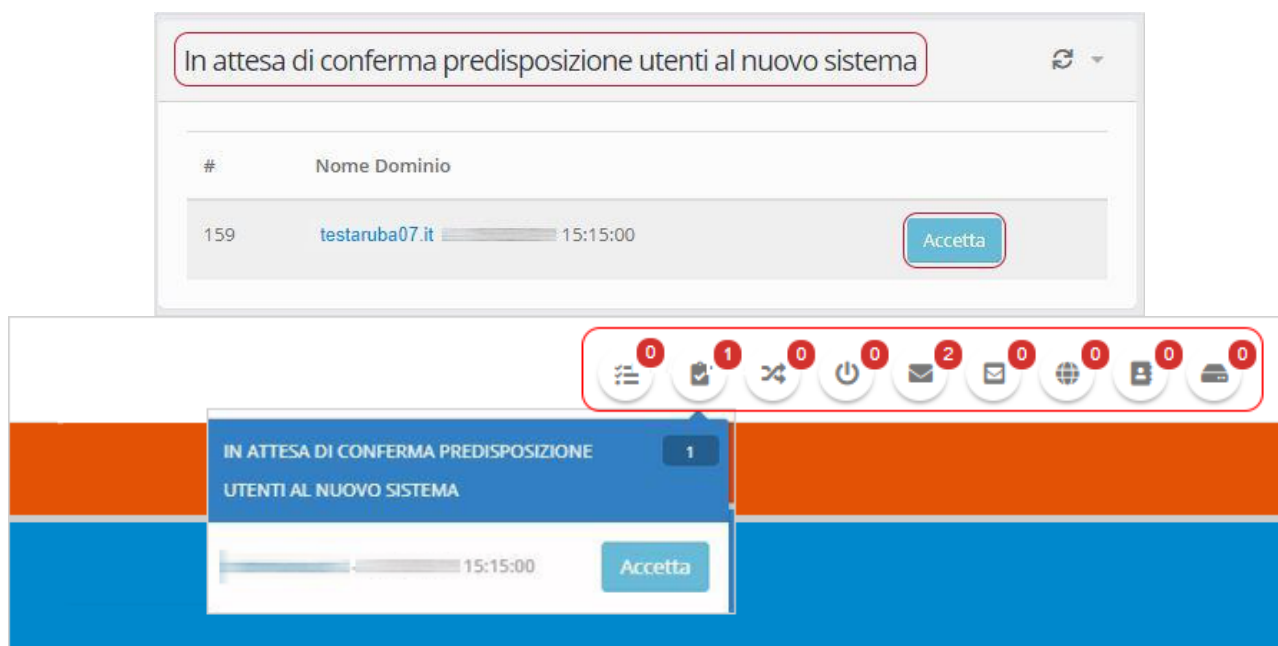 In attesa di conferma predisposizione utenti al nuovo sistema
# Nome Dominio
159 testaruba07.it 15:15:00 Accetta
0 1 0 0 2 0 0 0 0
IN ATTESA DI CONFERMA PREDISPOSIZIONE 1
UTENTI AL NUOVO SISTEMA
15:15:00 Accetta